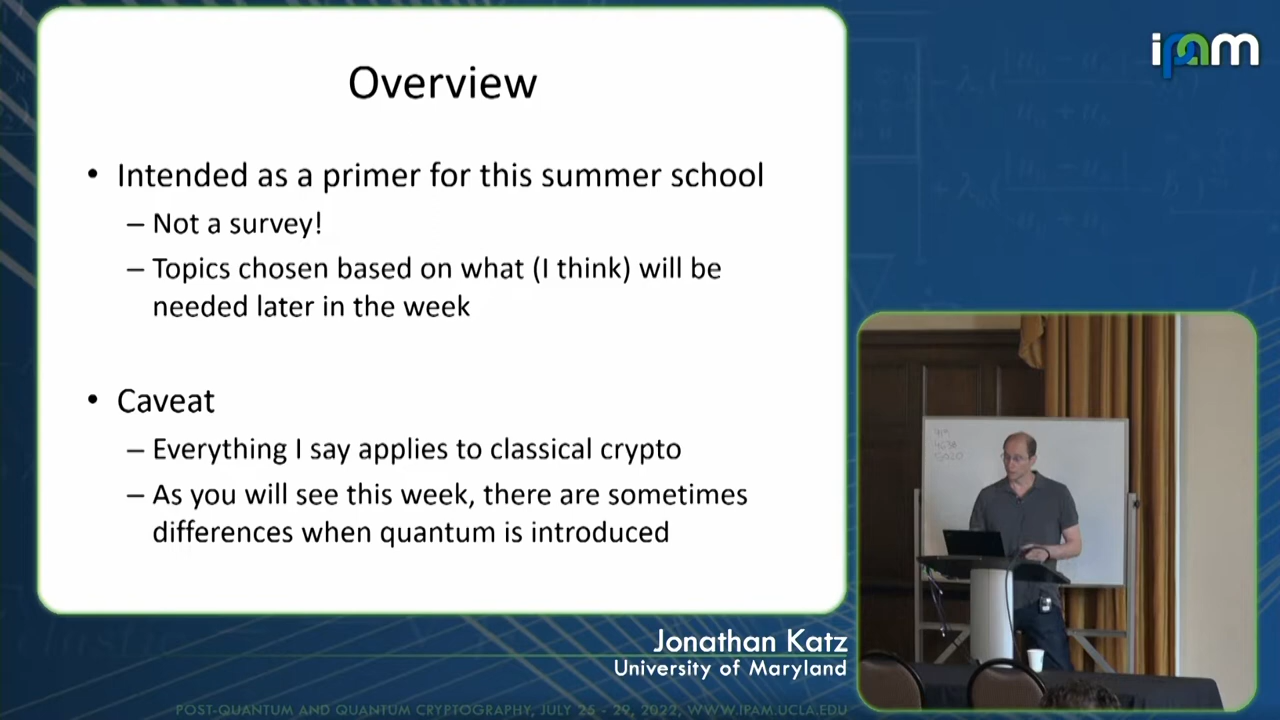 ipam
Overview
• Intended as a primer for this summer school
– Not a survey!
– Topics chosen based on what (I think) will be
needed later in the week
• Caveat
– Everything I say applies to classical crypto
– As you will see this week, there are sometimes
differences when quantum is introduced
Jonathan Katz
University of Maryland
POST-QUANTUM AND QUANTUM CRYPTOGRAPHY, JULY 25 - 29, 2022, WWW.IPAM.UCLA.EDU